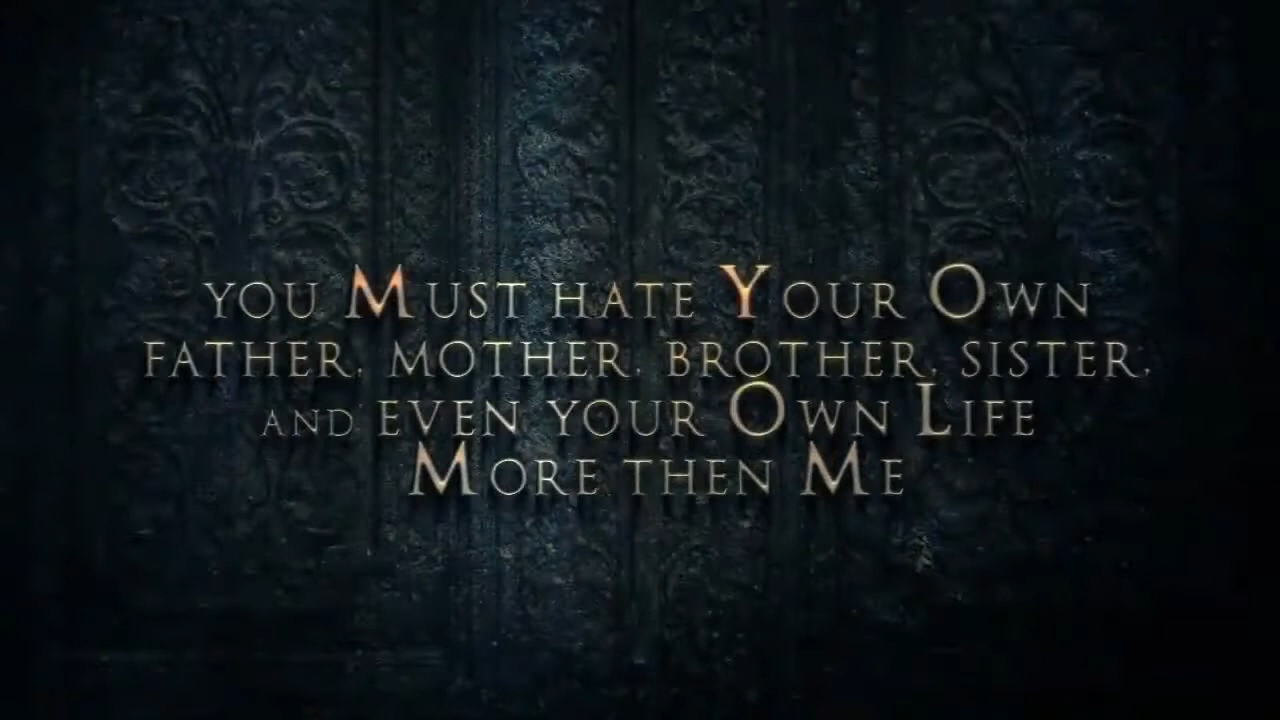 YOU MUST HATE YOUR OWN
FATHER, MOTHER, BROTHER, SISTER,
AND EVEN YOUR OWN LIFE
MORE THEN ME